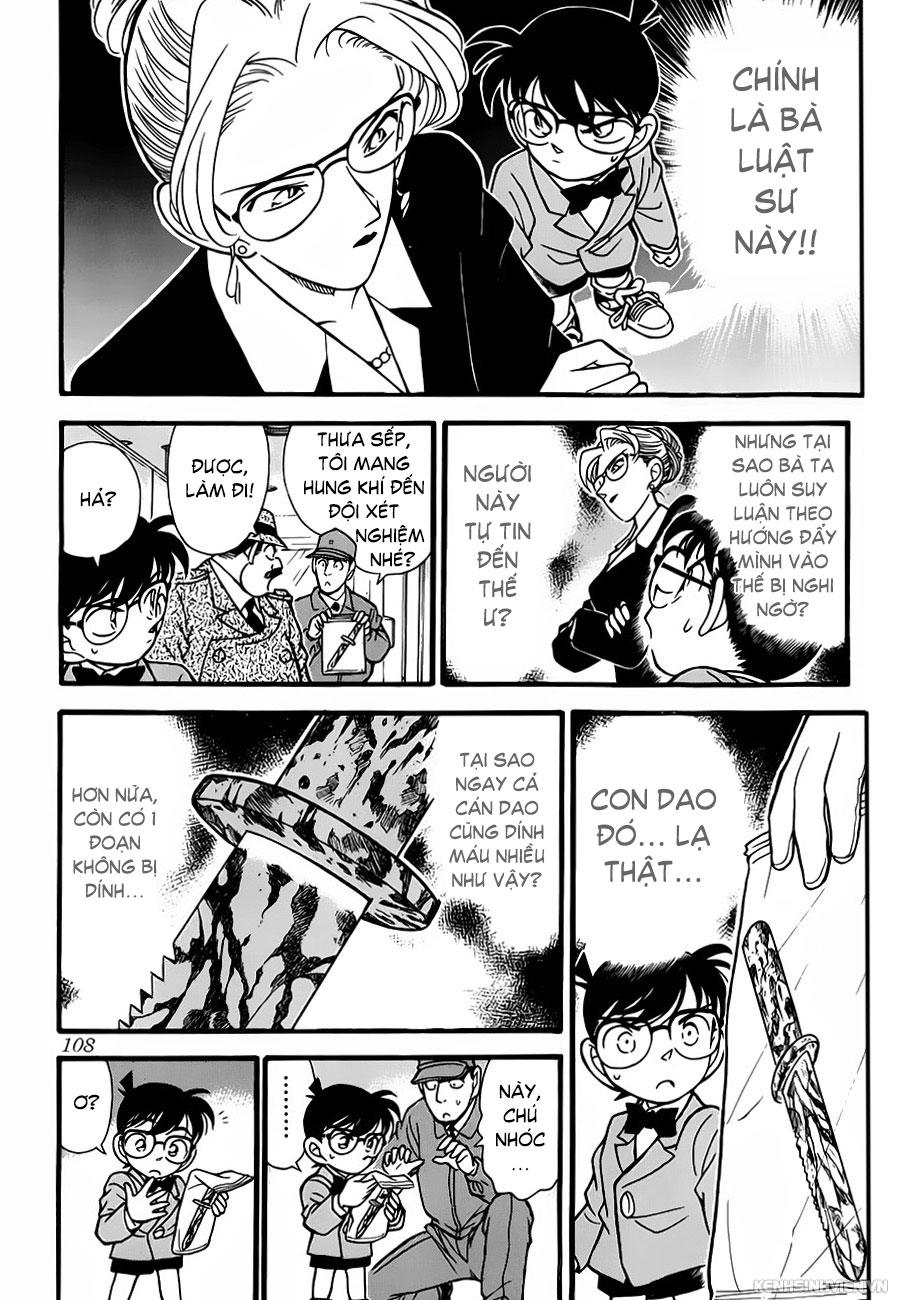 CHÍNH
LÀ BÀ
LUẬT
SƯ
NÀY!!
NHƯNG TẠI
SAO BÀ TA
LUÔN SUY
LUẬN THEO
HƯỚNG ĐẨY
MÌNH VÀO
THẾ BỊ NGHI
NGỜ?
NGƯỜI
NÀY
TỰ TIN
ĐẾN
THẾ
Ư?
THƯA SẾP,
TÔI MANG
HUNG KHÍ ĐẾN
ĐỘI XÉT
NGHIỆM
NHÉ?
ĐƯỢC,
LÀM ĐI!
HẢ?
CON DAO
ĐÓ... LẠ
THẬT...
TẠI SAO
NGAY CẢ
CÁN DAO
CŨNG DÍNH
MÁU NHIỀU
NHƯ VẬY?
HƠN NỮA,
CÒN CÓ 1
ĐOẠN
KHÔNG BỊ
DÍNH...
108
NÀY,
CHÚ
NHÓC
...
........
Ơ?
KENHSINHVIEN.VN